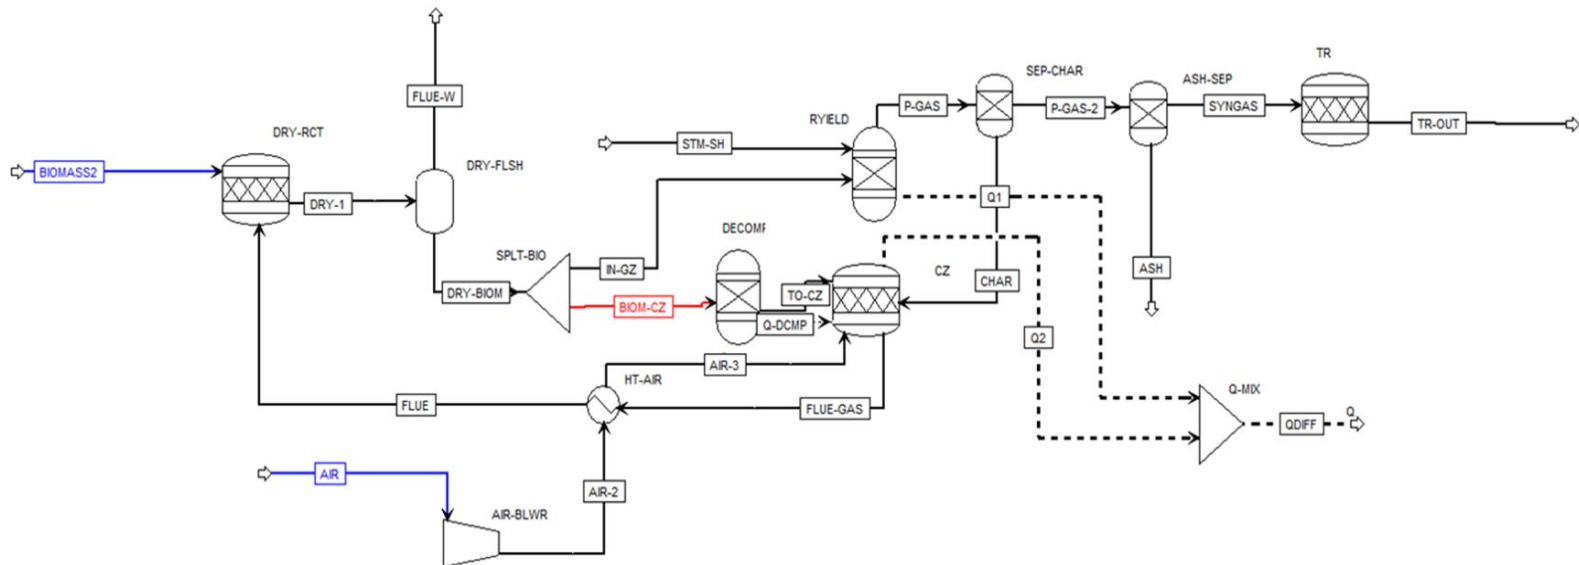 TR
SEP-CHAR
ASH-SEP
P-GAS
P-GAS-2
SYNGAS
FLUE-W
RYIELD
TR-OUT
DRY-RCT
STM-SH
DRY-FLSH
BIOMASS2
DRY-1
Q1
DECOMP
SPLT-BIO
IN-GZ
CZ
ASH
CHAR
DRY-BIOM
TO-CZ
BIOM-CZ
Q-DCMP
Q2
AIR-3
HT-AIR
Q-MIX
FLUE
FLUE-GAS
Q
QDIFF
AIR
AIR-2
AIR-BLWR